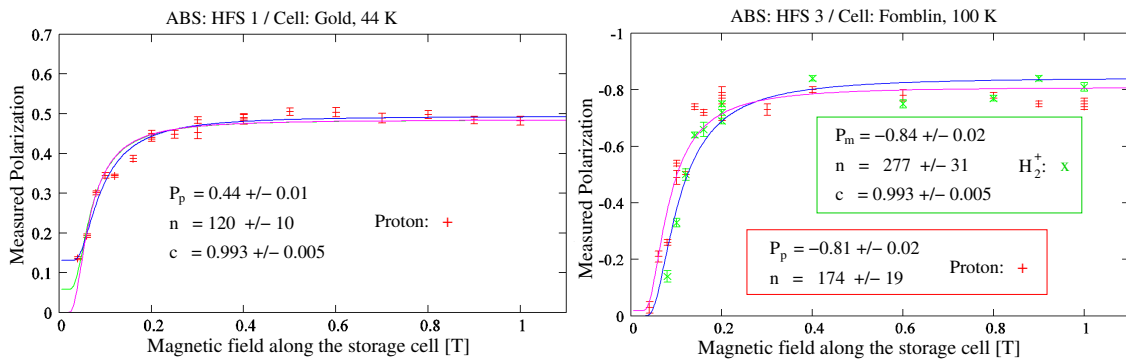 ABS: HFS 1 / Cell: Gold, 44 K
Measured Polarization
0.7
0.6
0.5
0.4
0.3
0.2
0.1
0
P_p = 0.44 +/− 0.01
n = 120 +/− 10
c = 0.993 +/− 0.005
Proton:
0 0.2 0.4 0.6 0.8 1
Magnetic field along the storage cell [T]
ABS: HFS 3 / Cell: Fomblin, 100 K
Measured Polarization
-1
-0.8
-0.6
-0.4
-0.2
0
P_m = −0.84 +/− 0.02
n = 277 +/− 31
c = 0.993 +/− 0.005
H_2^+:
P_p = −0.81 +/− 0.02
n = 174 +/− 19
Proton:
0 0.2 0.4 0.6 0.8 1
Magnetic field along the storage cell [T]